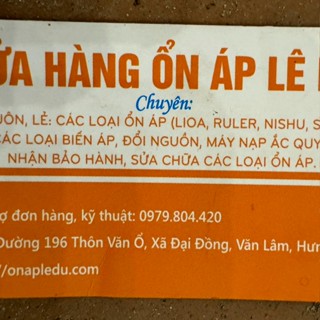 ỬA HÀNG ỔN ÁP LÊ
Chuyên:
UÔN, LẺ: CÁC LOẠI ỔN ÁP (LIOA, RULER, NISHU, S
CÁC LOẠI BIẾN ÁP, ĐỔI NGUỒN, MÁY NẠP ẮC QUY
NHẬN BẢO HÀNH, SỬA CHỮA CÁC LOẠI ỔN ÁP.
ợ đơn hàng, kỹ thuật: 0979.804.420
Đường 196 Thôn Văn Ổ, Xã Đại Đồng, Văn Lâm, Hưn
//onapledu.com